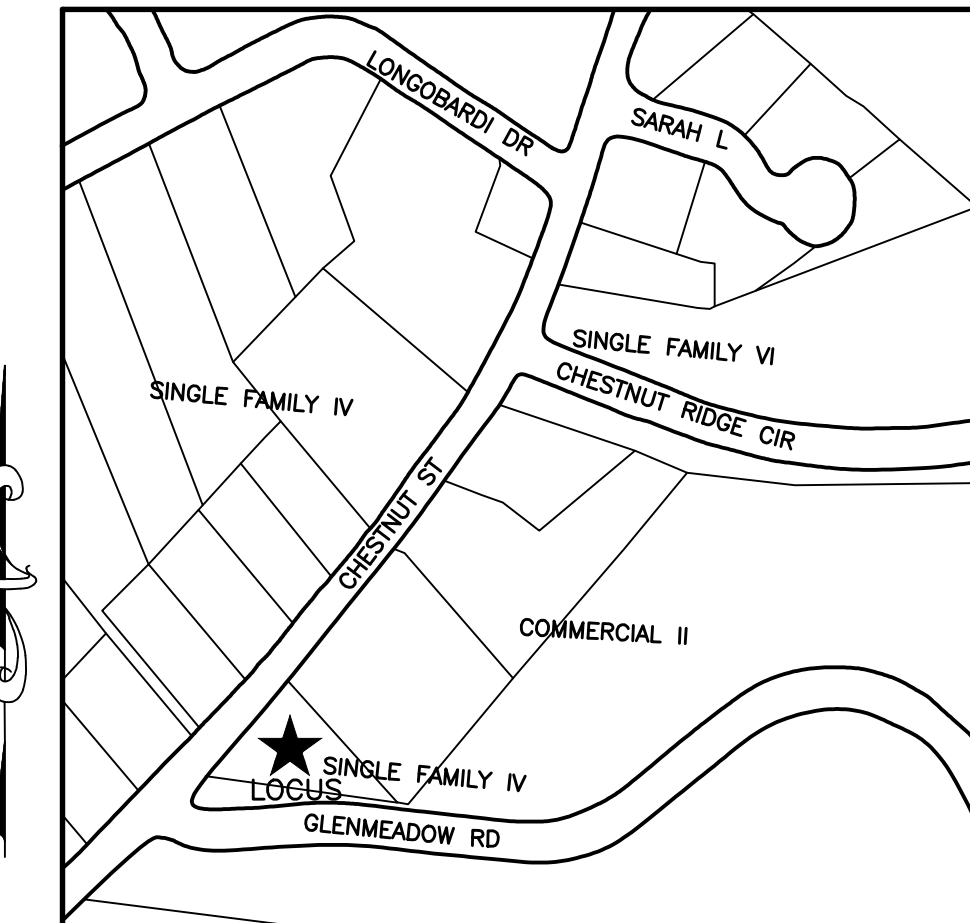 LONGOBARDI DR
SARAH L
SINGLE FAMILY VI
CHESTNUT RIDGE CIR
SINGLE FAMILY IV
CHESTNUT ST
COMMERCIAL II
SINGLE FAMILY IV
LOCUS
GLENMEADOW RD